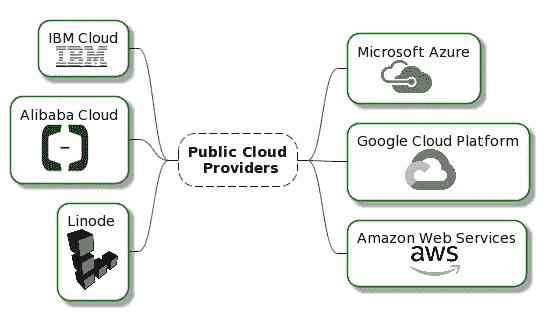 IBM Cloud
IBM
Alibaba Cloud
Linode
Public Cloud
Providers
Microsoft Azure
Google Cloud Platform
Amazon Web Services
aws